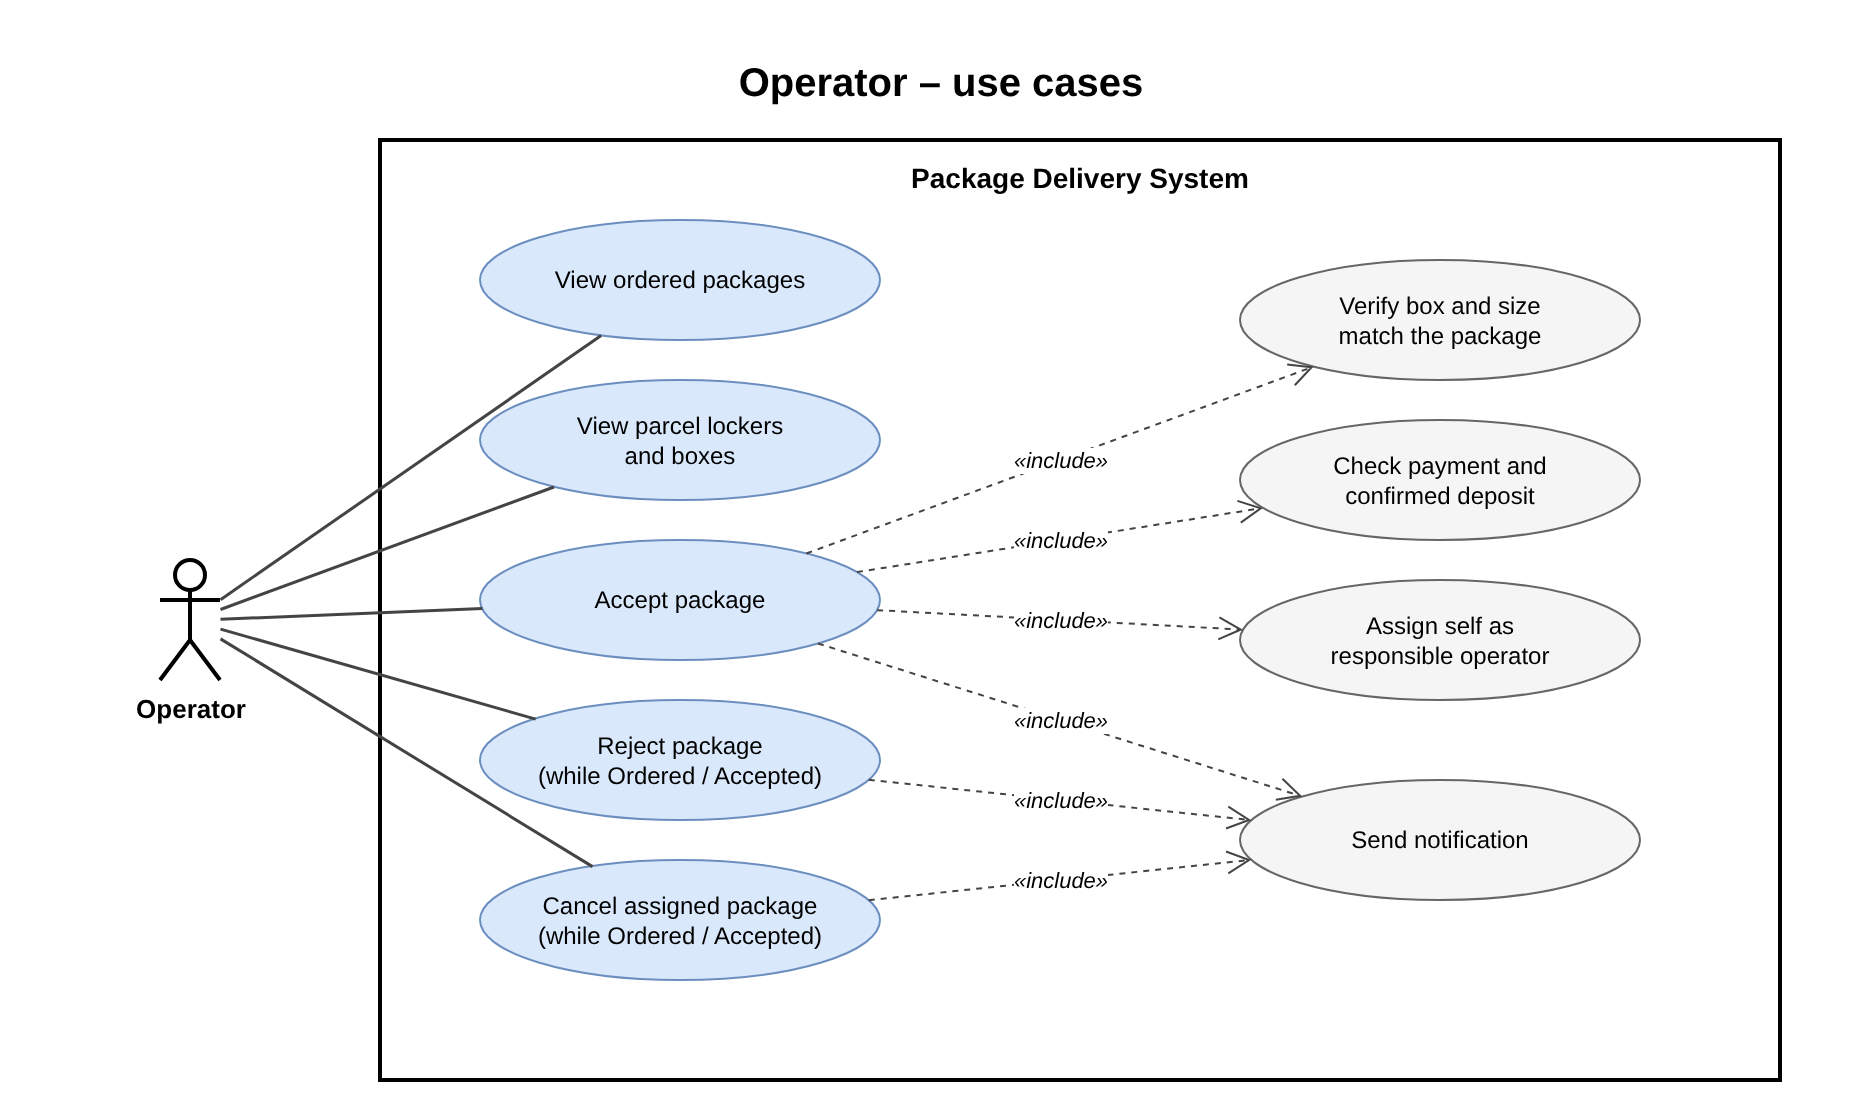 Operator – use cases
Package Delivery System
View ordered packages
Verify box and size
match the package
View parcel lockers
and boxes
«include»
Check payment and
confirmed deposit
«include»
Accept package
«include»
Assign self as
responsible operator
Operator
«include»
Reject package
(while Ordered / Accepted)
«include»
Send notification
«include»
Cancel assigned package
(while Ordered / Accepted)